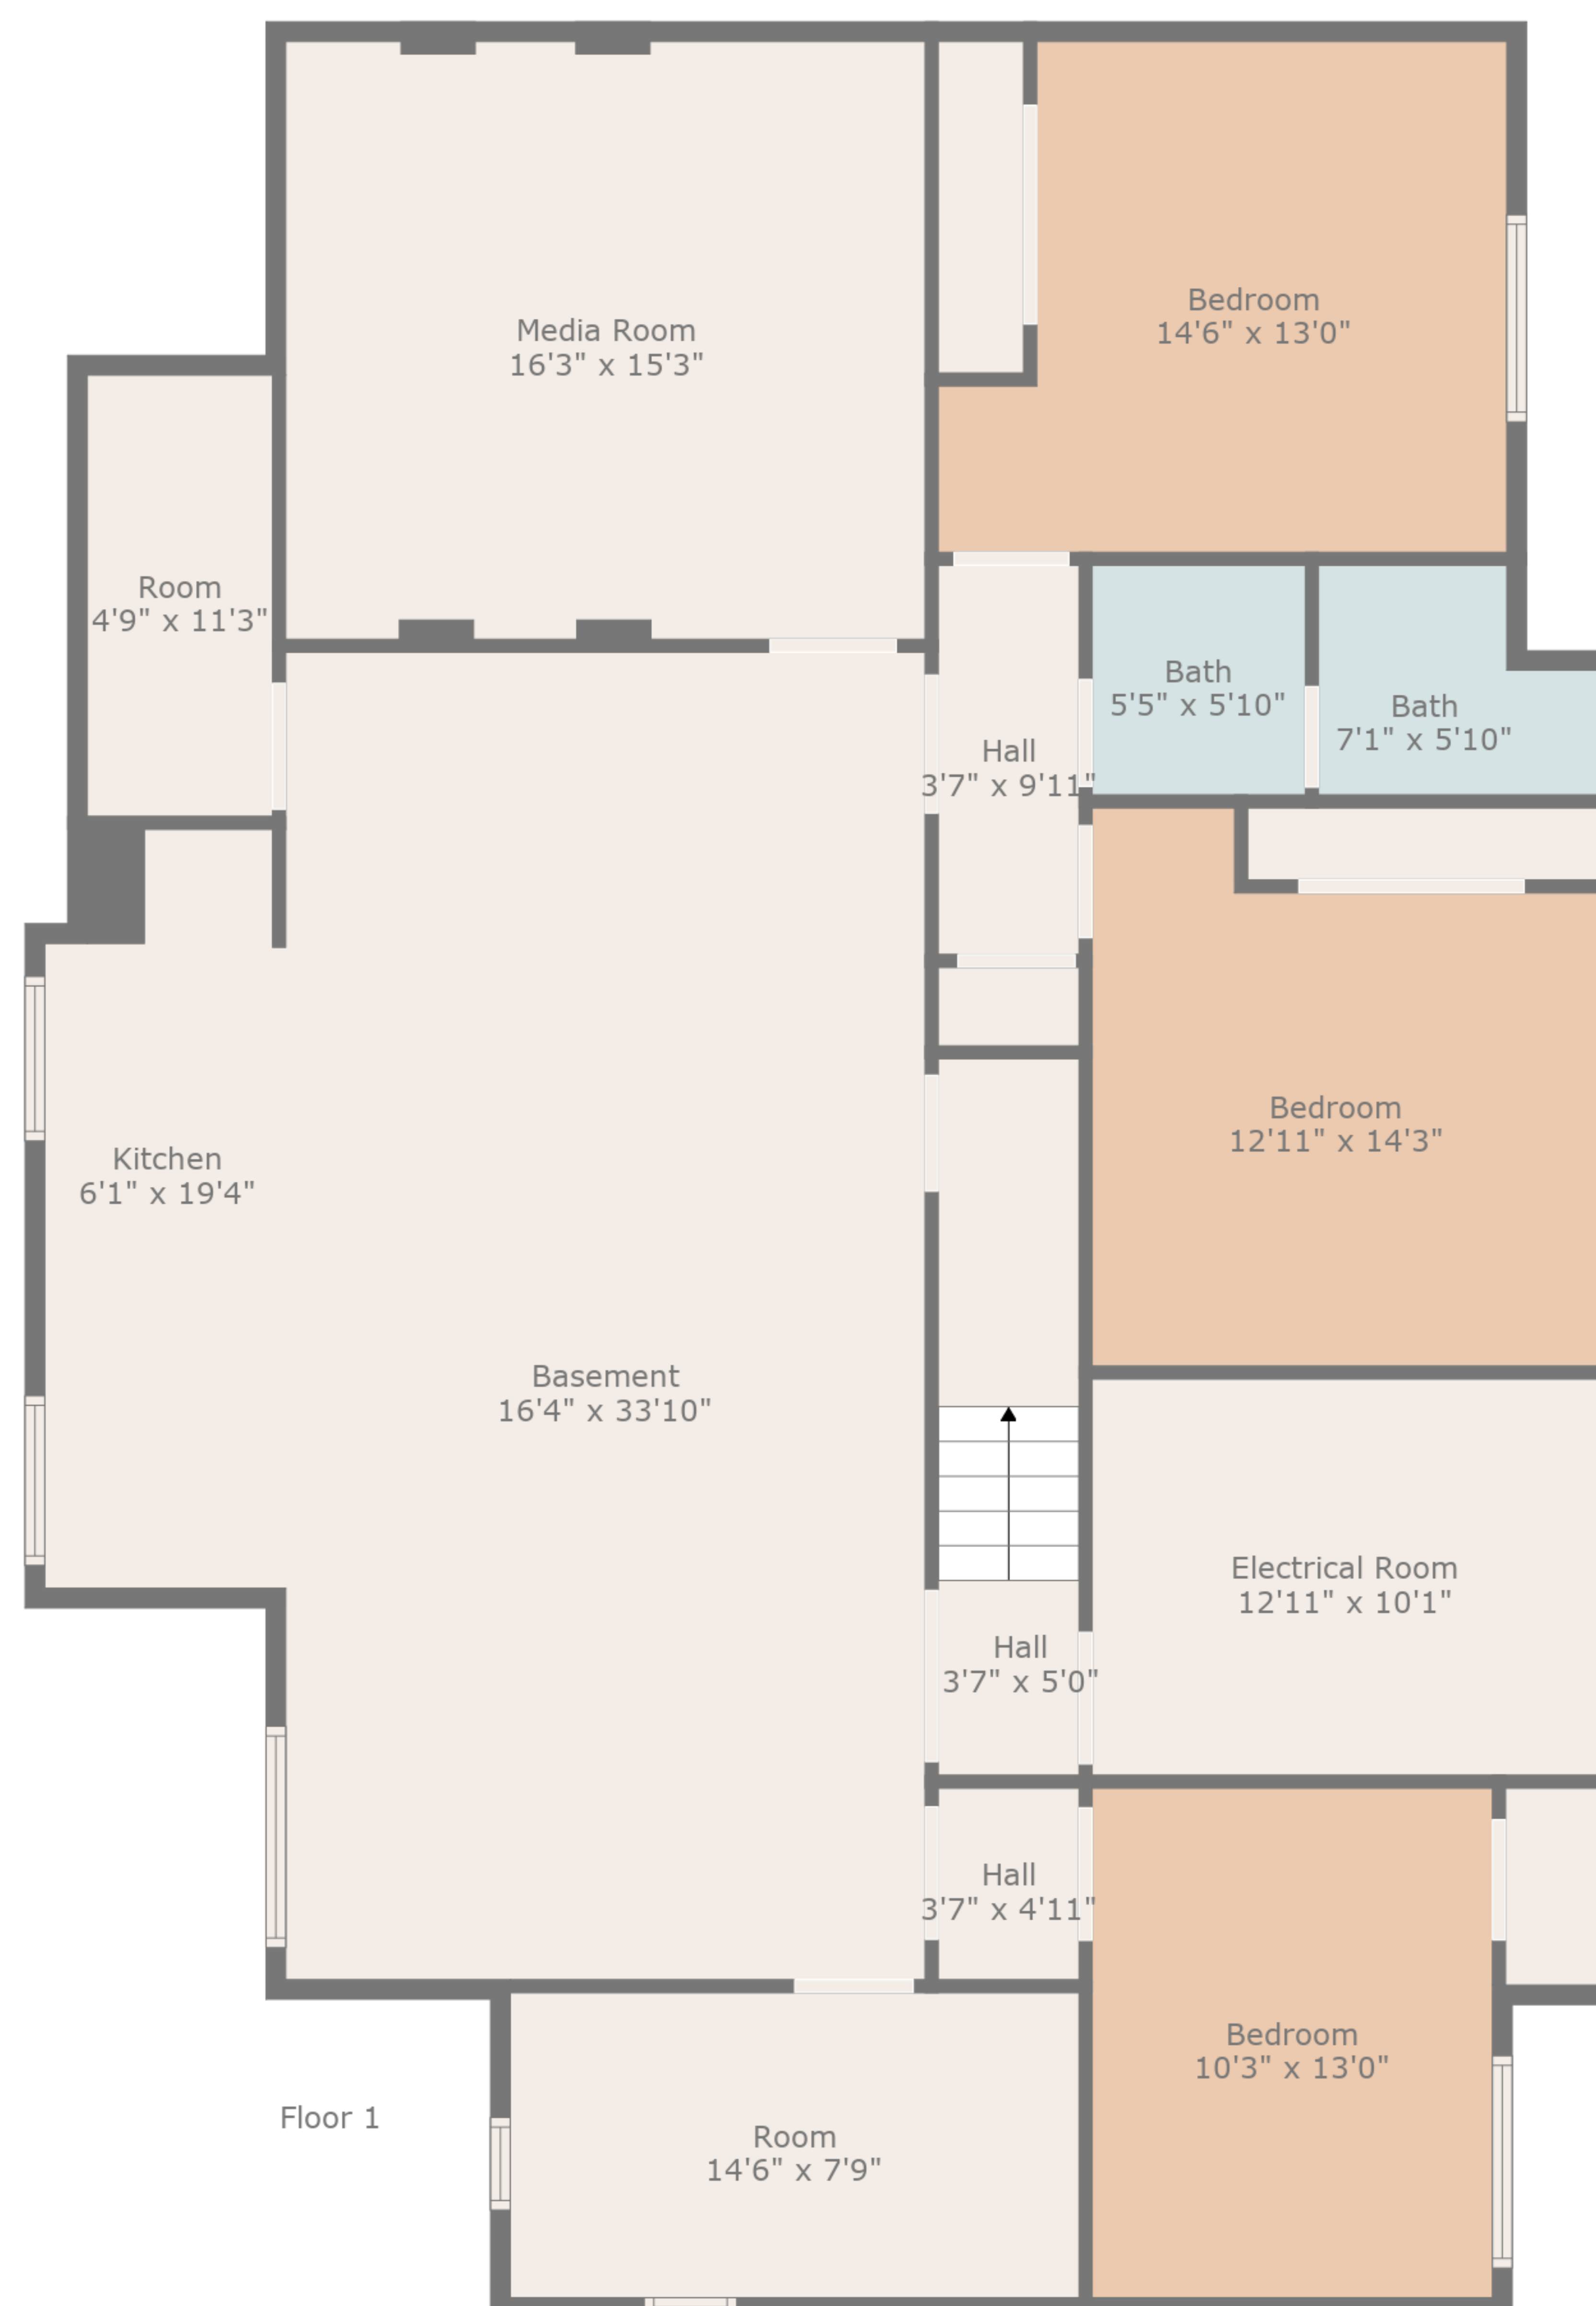 Bedroom
14'6" x 13'0"
Media Room
16'3" x 15'3"
Room
4'9" x 11'3"
Bath
5'5" x 5'10"
Bath
7'1" x 5'10"
Hall
3'7" x 9'11"
Bedroom
12'11" x 14'3"
Kitchen
6'1" x 19'4"
Basement
16'4" x 33'10"
Electrical Room
12'11" x 10'1"
Hall
3'7" x 5'0"
Hall
3'7" x 4'11"
Bedroom
10'3" x 13'0"
Floor 1
Room
14'6" x 7'9"